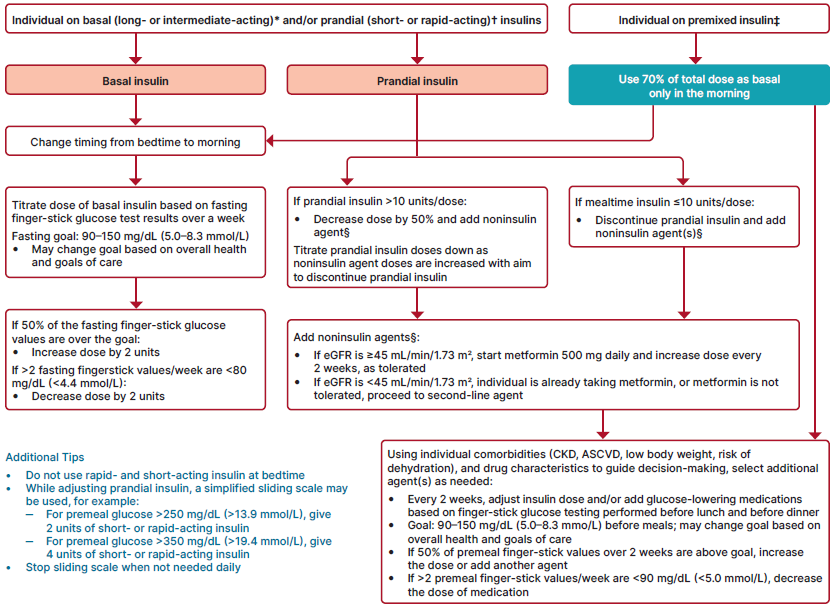 Individual on basal (long- or intermediate-acting)* and/or prandial (short- or rapid-acting)† insulins
Individual on premixed insulin‡
Basal insulin
Prandial insulin
Use 70% of total dose as basal
only in the morning
Change timing from bedtime to morning
Titrate dose of basal insulin based on fasting
finger-stick glucose test results over a week
Fasting goal: 90–150 mg/dL (5.0–8.3 mmol/L)
• May change goal based on overall health
and goals of care
If prandial insulin >10 units/dose:
• Decrease dose by 50% and add noninsulin
agent§
Titrate prandial insulin doses down as
noninsulin agent doses are increased with aim
to discontinue prandial insulin
If mealtime insulin ≤10 units/dose:
• Discontinue prandial insulin and add
noninsulin agent(s)§
If 50% of the fasting finger-stick glucose
values are over the goal:
• Increase dose by 2 units
If >2 fasting fingerstick values/week are <80
mg/dL (<4.4 mmol/L):
• Decrease dose by 2 units
Add noninsulin agents§:
• If eGFR is ≥45 mL/min/1.73 m², start metformin 500 mg daily and increase dose every
2 weeks, as tolerated
• If eGFR is <45 mL/min/1.73 m², individual is already taking metformin, or metformin is not
tolerated, proceed to second-line agent
Additional Tips
• Do not use rapid- and short-acting insulin at bedtime
• While adjusting prandial insulin, a simplified sliding scale may
be used, for example:
– For premeal glucose >250 mg/dL (>13.9 mmol/L), give
2 units of short- or rapid-acting insulin
– For premeal glucose >350 mg/dL (>19.4 mmol/L), give
4 units of short- or rapid-acting insulin
• Stop sliding scale when not needed daily
Using individual comorbidities (CKD, ASCVD, low body weight, risk of
dehydration), and drug characteristics to guide decision-making, select additional
agent(s) as needed:
• Every 2 weeks, adjust insulin dose and/or add glucose-lowering medications
based on finger-stick glucose testing performed before lunch and before dinner
• Goal: 90–150 mg/dL (5.0–8.3 mmo/L) before meals; may change goal based on
overall health and goals of care
• If 50% of premeal finger-stick values over 2 weeks are above goal, increase
the dose or add another agent
• If >2 premeal finger-stick values/week are <90 mg/dL (<5.0 mmol/L), decrease
the dose of medication